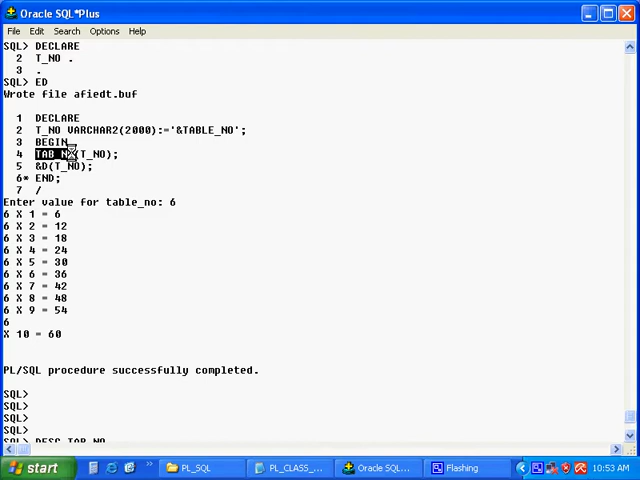 Oracle SQL*Plus
File Edit Search Options Help
SQL> DECLARE
2 T_NO .
3 .
SQL> ED
Wrote file afiedt.buf
1 DECLARE
2 T_NO VARCHAR2(2000):='&TABLE_NO';
3 BEGIN
4 TAB_N (T_NO);
5 &D(T_NO);
6* END;
7 /
Enter value for table_no: 6
6 X 1 = 6
6 X 2 = 12
6 X 3 = 18
6 X 4 = 24
6 X 5 = 30
6 X 6 = 36
6 X 7 = 42
6 X 8 = 48
6 X 9 = 54
6
X 10 = 60
PL/SQL procedure successfully completed.
SQL>
SQL>
SQL>
SQL>
SQL> DESC TAB_NO
start PL_SQL PL_CLASS_... Oracle SQL... Flashing 10:53 AM